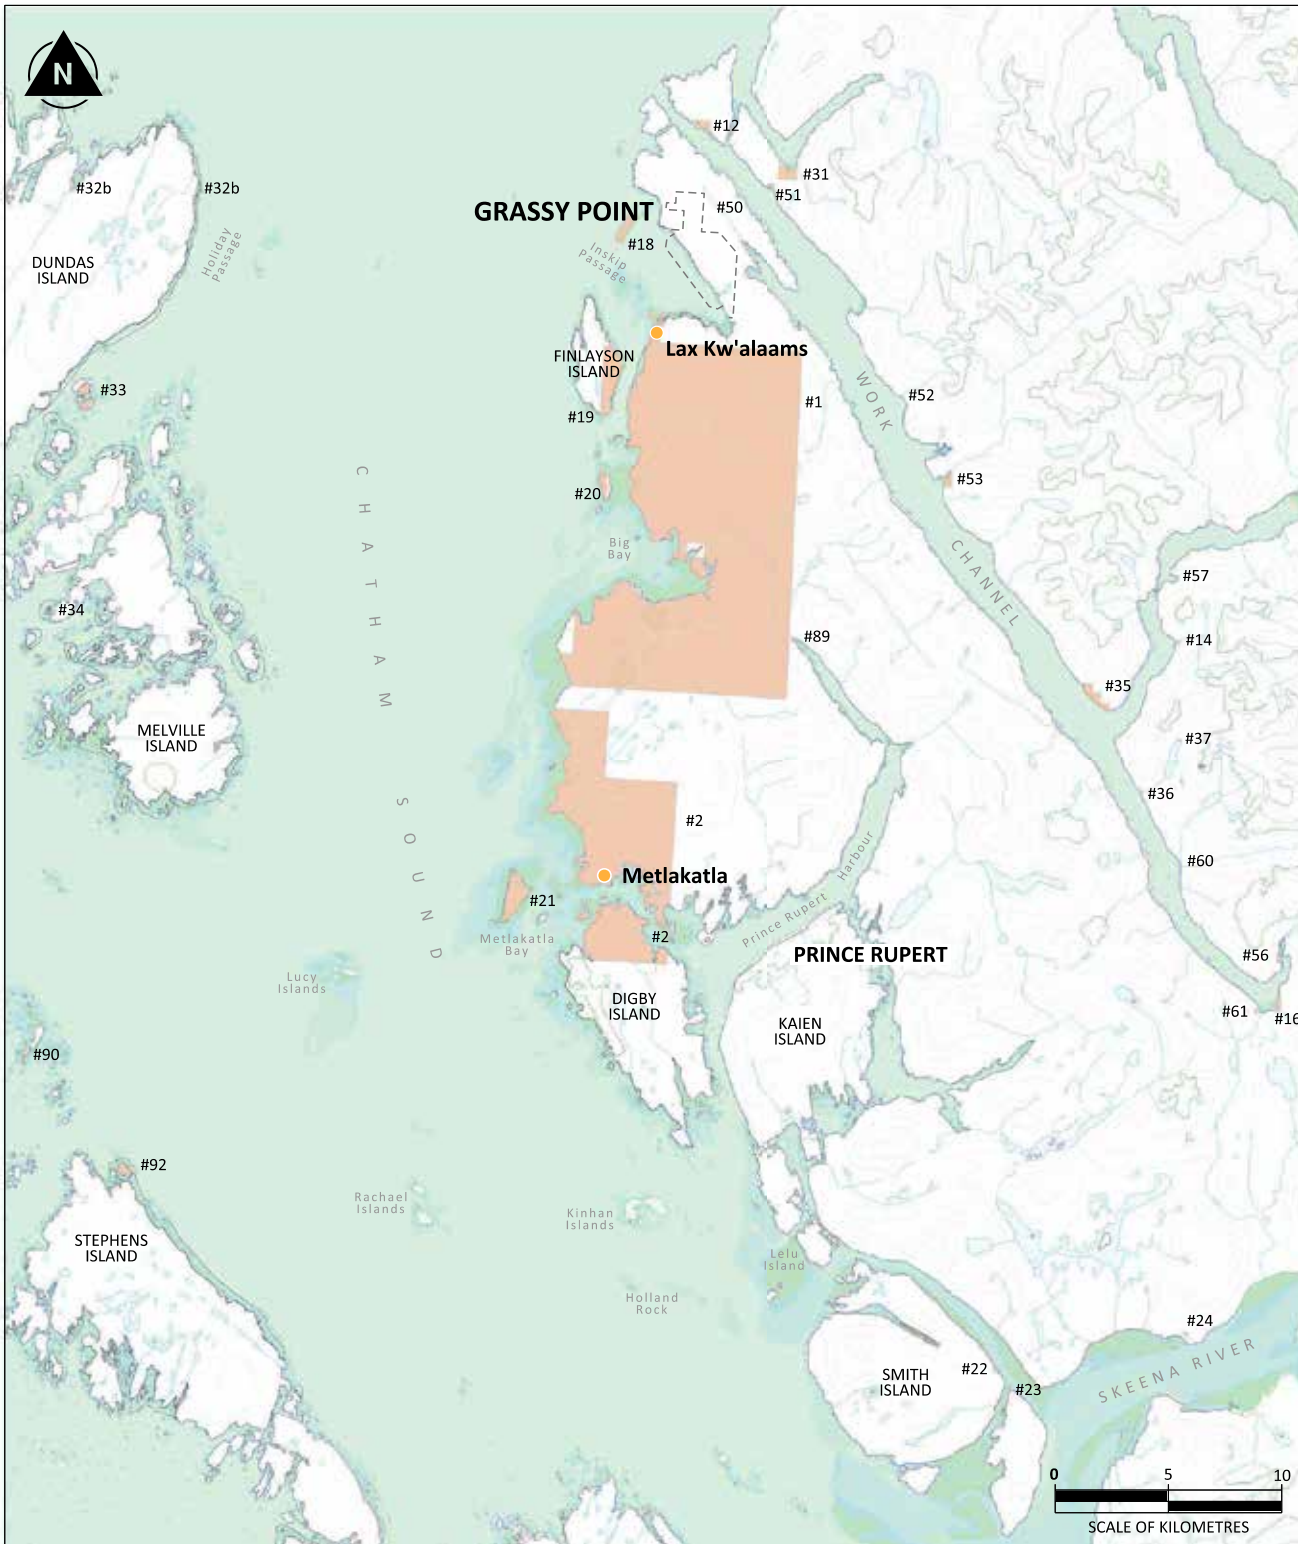 N
#12
#31
#32b
#32b
#51
GRASSY POINT
#50
#18
Holiday
Passage
Inskip
Passage
DUNDAS
ISLAND
Lax Kw'alaams
FINLAYSON
ISLAND
#33
#19
#1
WORK
#52
#53
#20
CHATHAM
Big
Bay
CHANNEL
#57
#34
#89
#14
#35
MELVILLE
ISLAND
#37
#36
SOUND
#2
Harbour
#60
Metlakatla
#21
Prince Rupert
Metlakatla
Bay
#2
PRINCE RUPERT
#56
Lucy
Islands
DIGBY
ISLAND
KAIEN
ISLAND
#61
#16
#90
#92
Rachael
Islands
Kinhan
Islands
STEPHENS
ISLAND
Lelu
Island
Holland
Rock
#24
SKEENA RIVER
SMITH
ISLAND
#22
#23
0 5 10
SCALE OF KILOMETRES